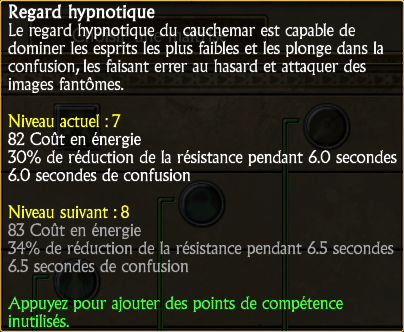 Regard hypnotique
Le regard hypnotique du cauchemar est capable de
dominer les esprits les plus faibles et les plonge dans la
confusion, les faisant errer au hasard et attaquer des
images fantômes.
Niveau actuel : 7
82 Coût en énergie
30% de réduction de la résistance pendant 6.0 secondes
6.0 secondes de confusion
Niveau suivant : 8
83 Coût en énergie
34% de réduction de la résistance pendant 6.5 secondes
6.5 secondes de confusion
Appuyez pour ajouter des points de compétence
inutilisés.